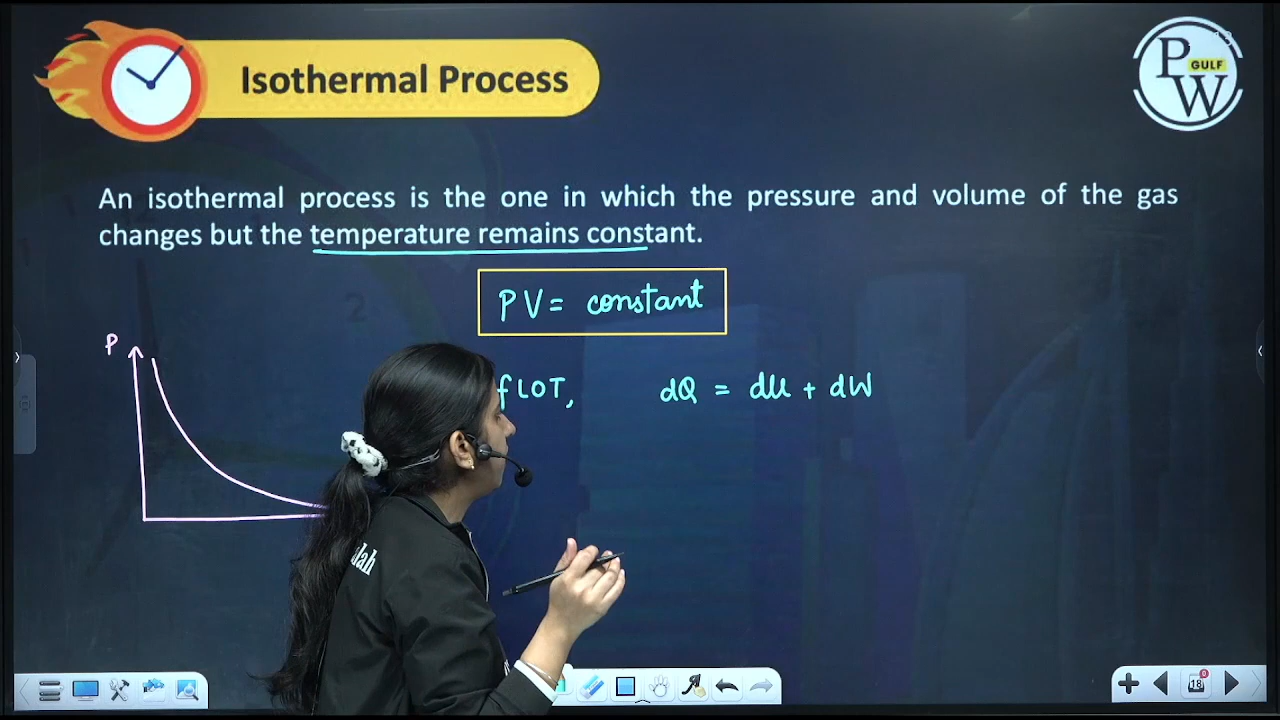 P W GULF
Isothermal Process
An isothermal process is the one in which the pressure and volume of the gas
changes but the temperature remains constant.
PV = constant
P
fLOT, dQ = dU + dW
18